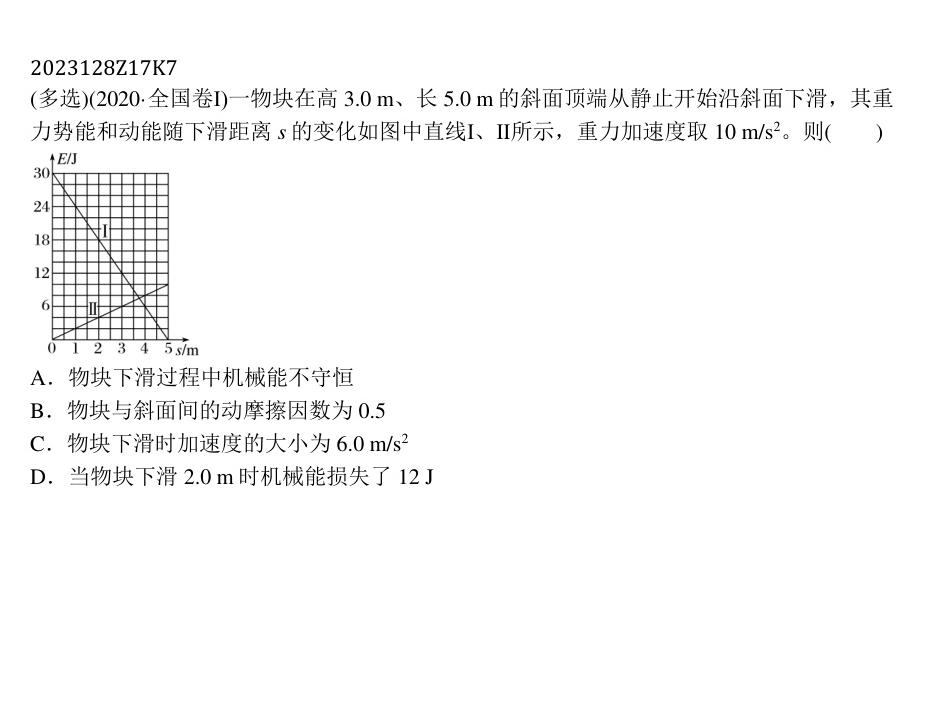 2023128Z17K7
(多选)(2020·全国卷Ⅰ)一物块在高 3.0 m、长 5.0 m 的斜面顶端从静止开始沿斜面下滑，其重
力势能和动能随下滑距离 s 的变化如图中直线Ⅰ、Ⅱ所示，重力加速度取 10 m/s²。则(　　)
E/J
30
24
Ⅰ
18
12
6
Ⅱ
0 1 2 3 4 5 s/m
A．物块下滑过程中机械能不守恒
B．物块与斜面间的动摩擦因数为 0.5
C．物块下滑时加速度的大小为 6.0 m/s²
D．当物块下滑 2.0 m 时机械能损失了 12 J